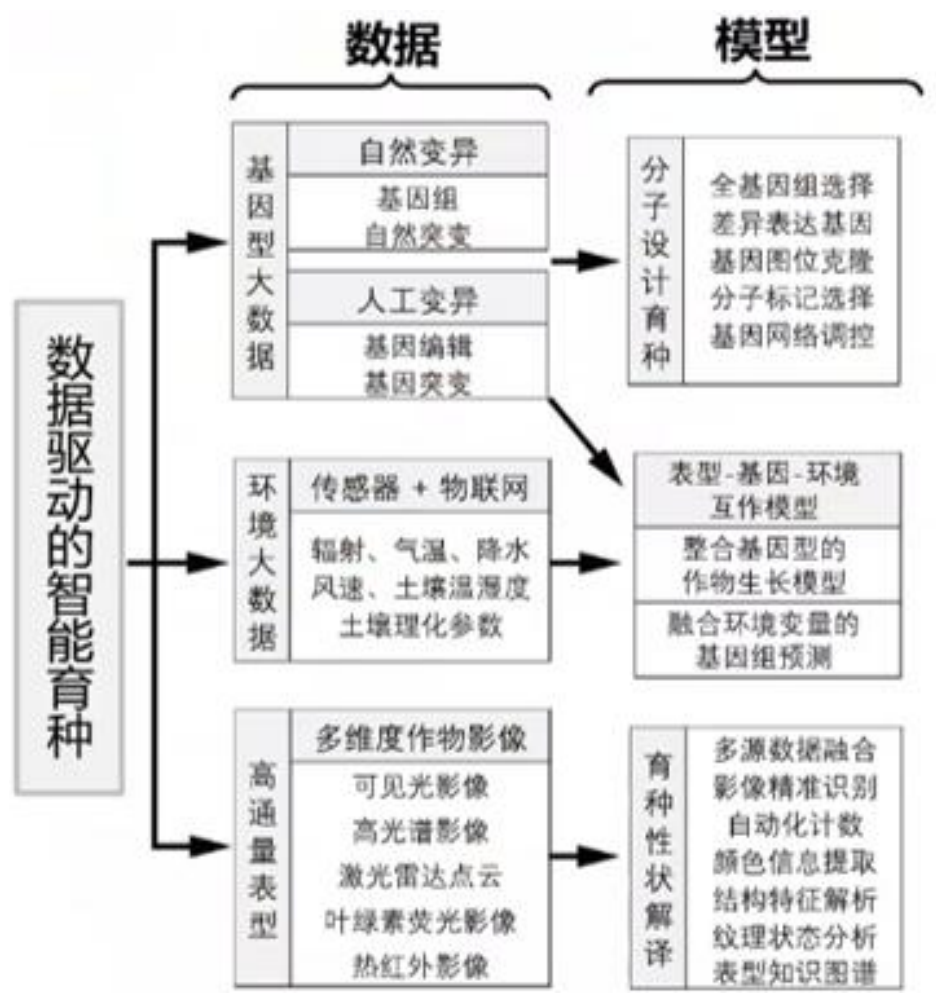 数据
模型
数据驱动的智能育种
基因型大数据
自然变异
基因组
自然突变
人工变异
基因编辑
基因突变
分子设计育种
全基因组选择
差异表达基因
基因图位克隆
分子标记选择
基因网络调控
环境大数据
传感器 + 物联网
辐射、气温、降水
风速、土壤温湿度
土壤理化参数
表型-基因-环境
互作模型
整合基因型的
作物生长模型
融合环境变量的
基因组预测
高通量表型
多维度作物影像
可见光影像
高光谱影像
激光雷达点云
叶绿素荧光影像
热红外影像
育种性状解译
多源数据融合
影像精准识别
自动化计数
颜色信息提取
结构特征解析
纹理状态分析
表型知识图谱